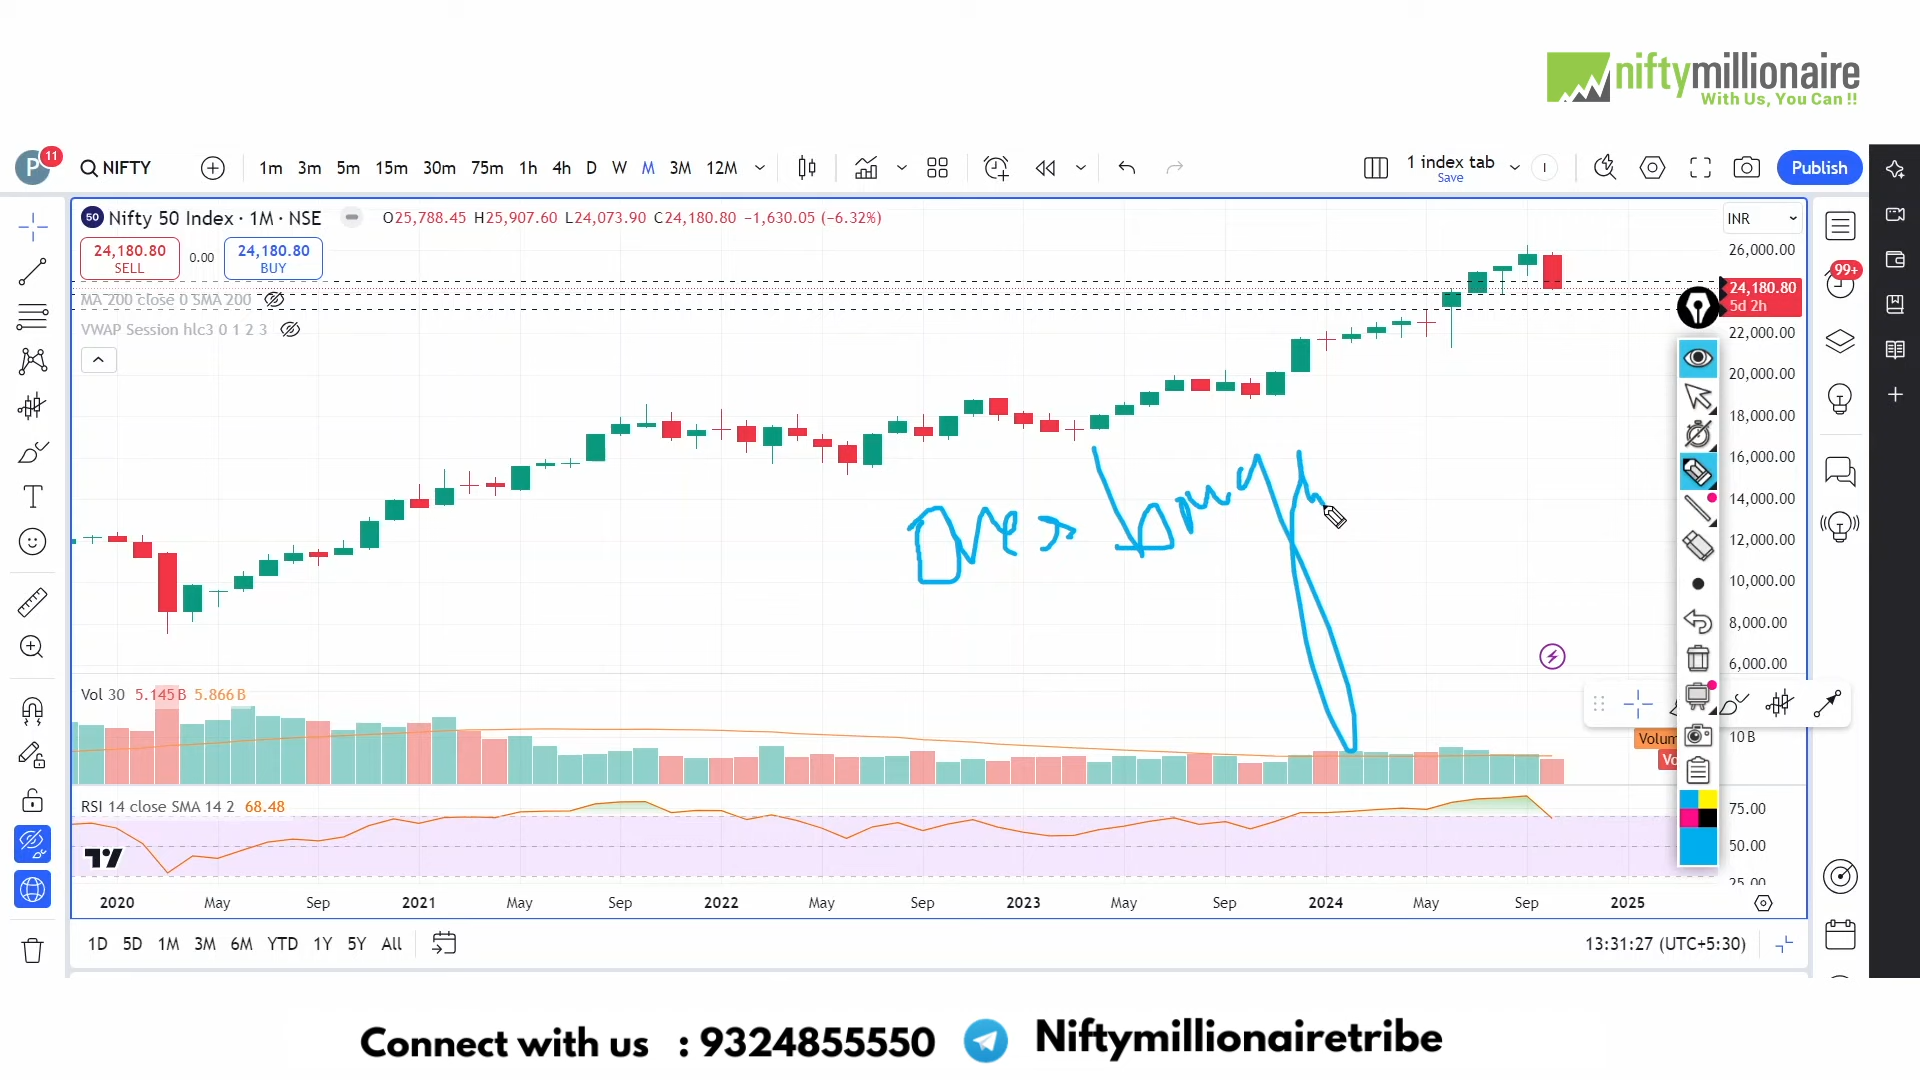 niftymillionaire
With Us, You Can !!
P 11 NIFTY 1m 3m 5m 15m 30m 75m 1h 4h D W M 3M 12M 1 index tab Save I Publish
50 Nifty 50 Index · 1M · NSE O25,788.45 H25,907.60 L24,073.90 C24,180.80 −1,630.05 (−6.32%) INR
24,180.80 SELL 0.00 24,180.80 BUY
MA 200 close 0 SMA 200
VWAP Session hlc3 0 1 2 3
26,000.00
99+
24,180.80
5d 2h
22,000.00
20,000.00
18,000.00
16,000.00
14,000.00
12,000.00
10,000.00
8,000.00
6,000.00
T
Vol 30 5.145B 5.866B
Volum 10B
Vo
RSI 14 close SMA 14 2 68.48
75.00
50.00
25.00
2020 May Sep 2021 May Sep 2022 May Sep 2023 May Sep 2024 May Sep 2025
1D 5D 1M 3M 6M YTD 1Y 5Y All 13:31:27 (UTC+5:30)
Connect with us : 9324855550 Niftymillionairetribe